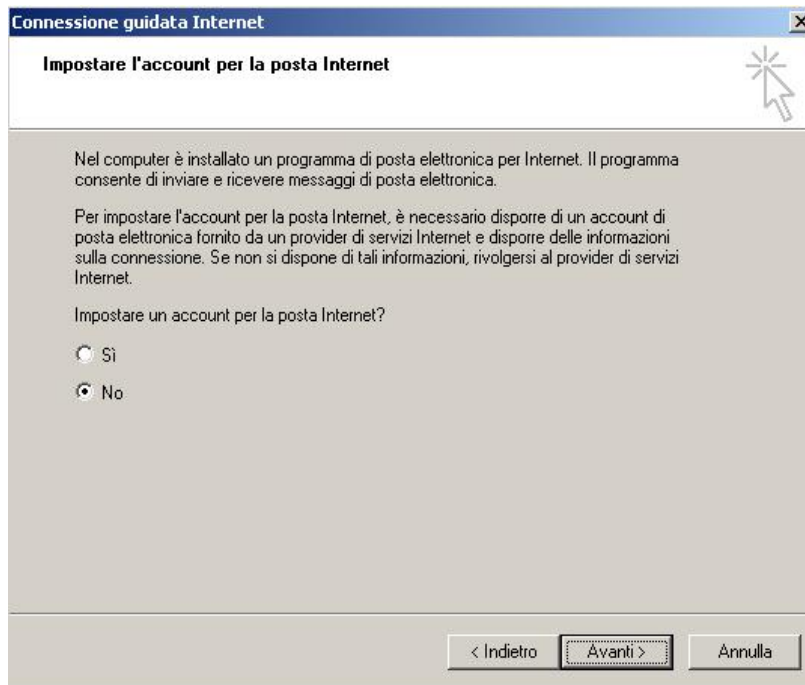 Connessione guidata Internet
Impostare l'account per la posta Internet
Nel computer è installato un programma di posta elettronica per Internet. Il programma
consente di inviare e ricevere messaggi di posta elettronica.
Per impostare l'account per la posta Internet, è necessario disporre di un account di
posta elettronica fornito da un provider di servizi Internet e disporre delle informazioni
sulla connessione. Se non si dispone di tali informazioni, rivolgersi al provider di servizi
Internet.
Impostare un account per la posta Internet?
Sì
No
< Indietro
Avanti >
Annulla